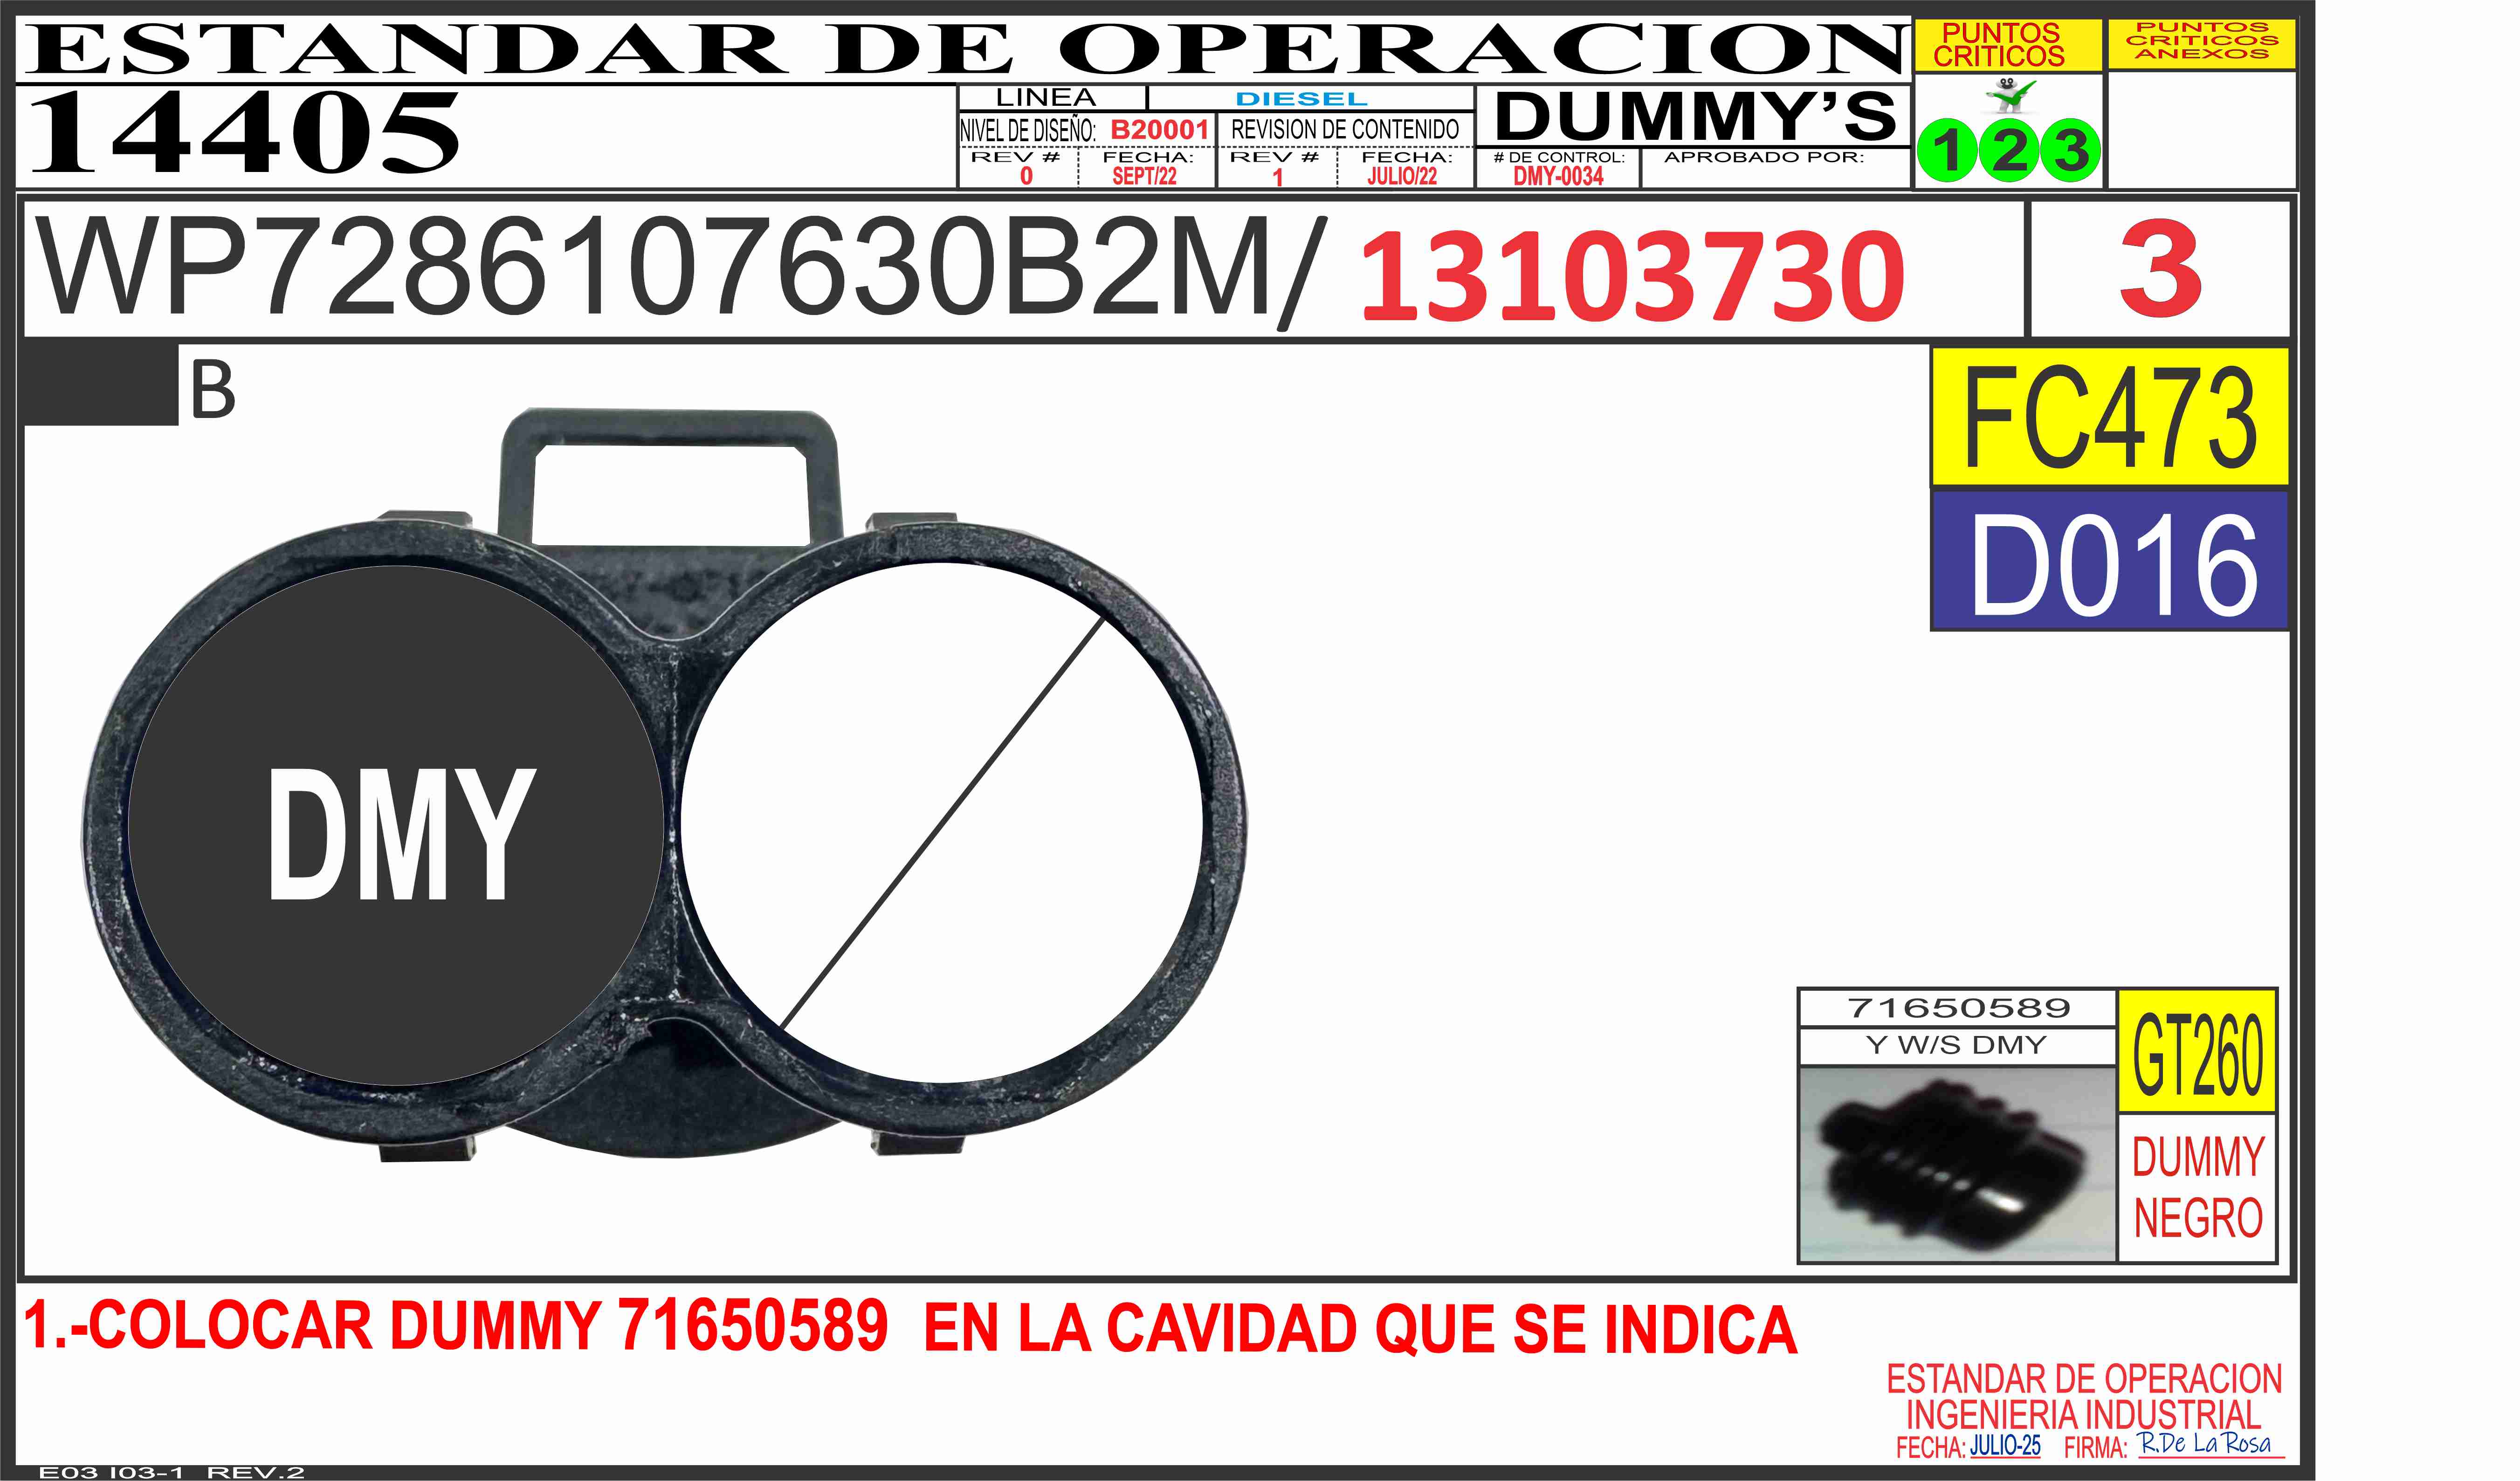 ESTANDAR DE OPERACION
PUNTOS
CRITICOS
PUNTOS
CRITICOS
ANEXOS
14405
LINEA
DIESEL
NIVEL DE DISEÑO: B20001
REVISION DE CONTENIDO
REV #
0
FECHA:
SEPT/22
REV #
1
FECHA:
JULIO/22
DUMMY’S
# DE CONTROL:
DMY-0034
APROBADO POR:
1 2 3
WP7286107630B2M/ 13103730
3
B
FC473
D016
DMY
71650589
Y W/S DMY
GT260
DUMMY
NEGRO
1.-COLOCAR DUMMY 71650589 EN LA CAVIDAD QUE SE INDICA
ESTANDAR DE OPERACION
INGENIERIA INDUSTRIAL
FECHA: JULIO-25 FIRMA: R.De La Rosa
E03 I03-1 REV.2